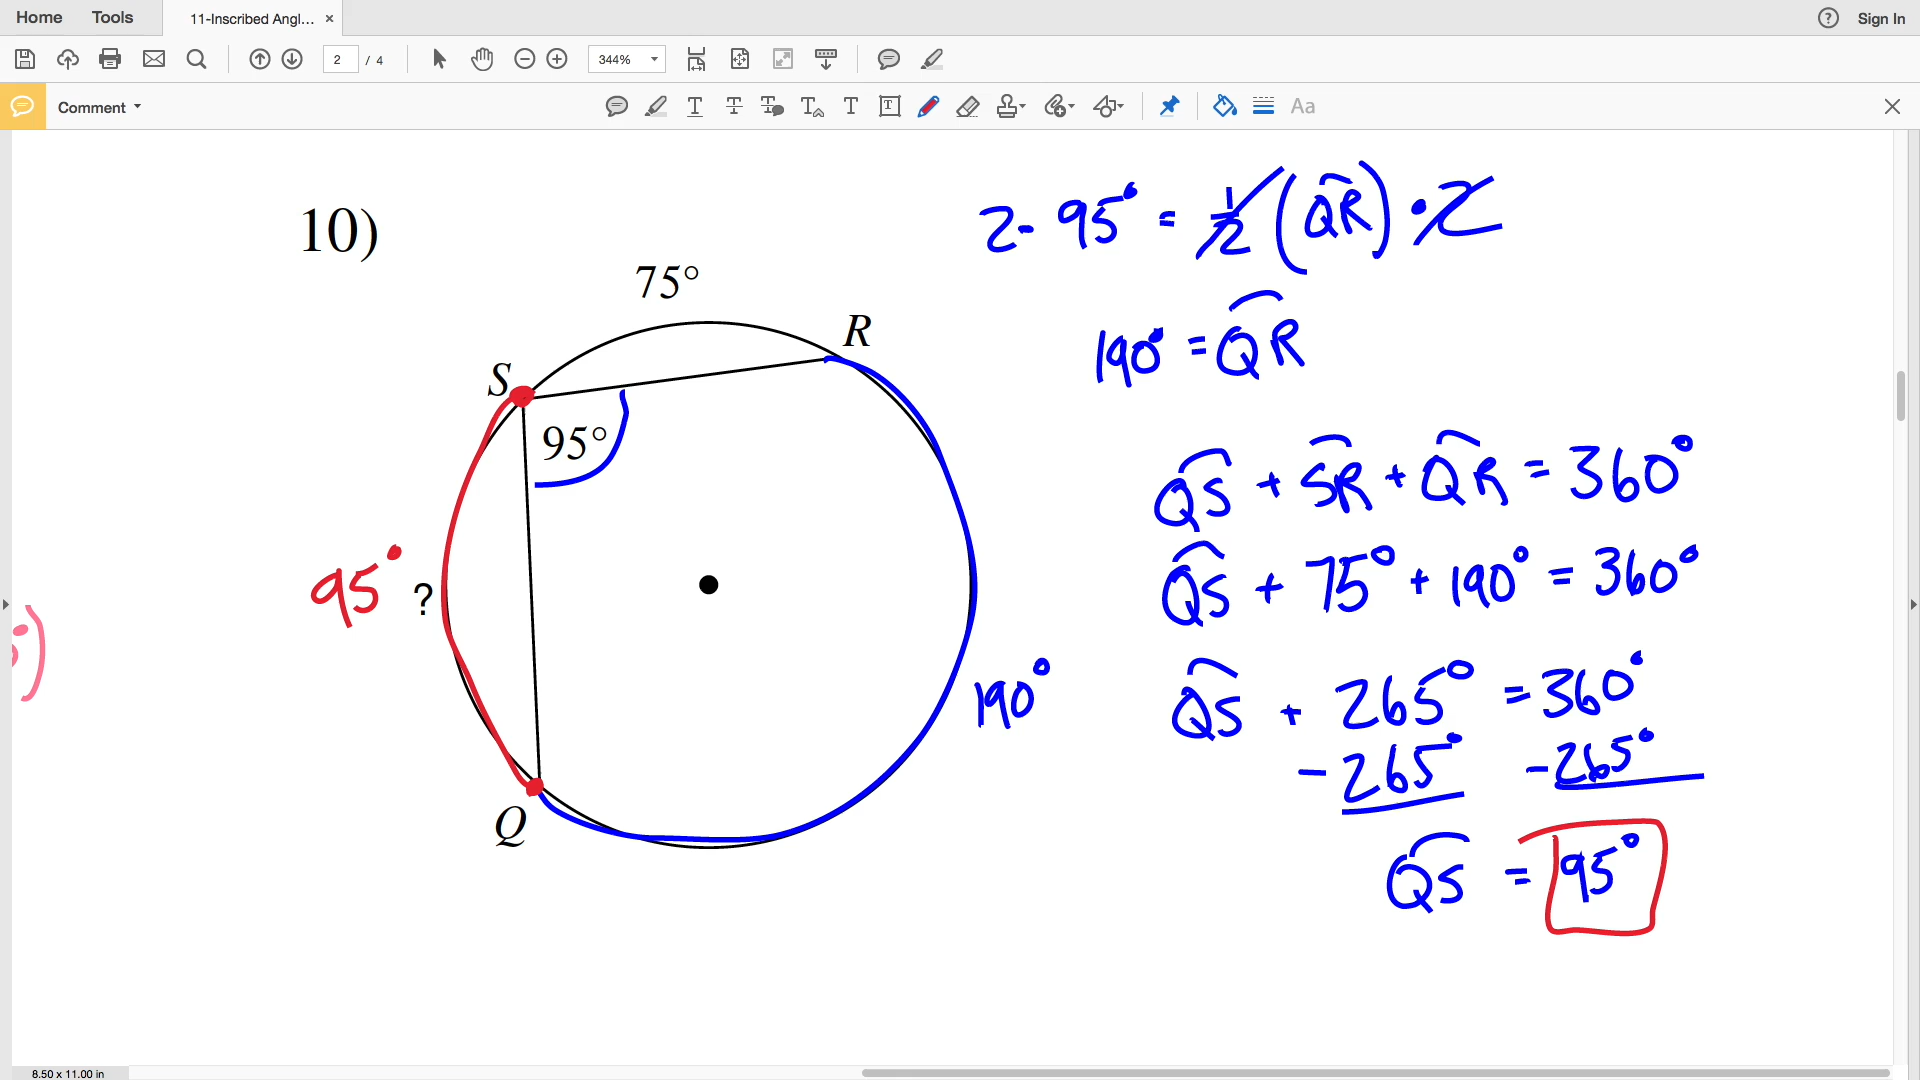 Home Tools 11-Inscribed Angl... × ? Sign In
2 / 4 344%
Comment T T T T T T Aa
10)
2 · 95° = 1/2 (QR) · 2
75°
R
190° = QR
S
95°
QS + SR + QR = 360°
95° ?
QS + 75° + 190° = 360°
190°
QS + 265° = 360°
- 265° - 265°
Q
QS = 95°
8.50 x 11.00 in